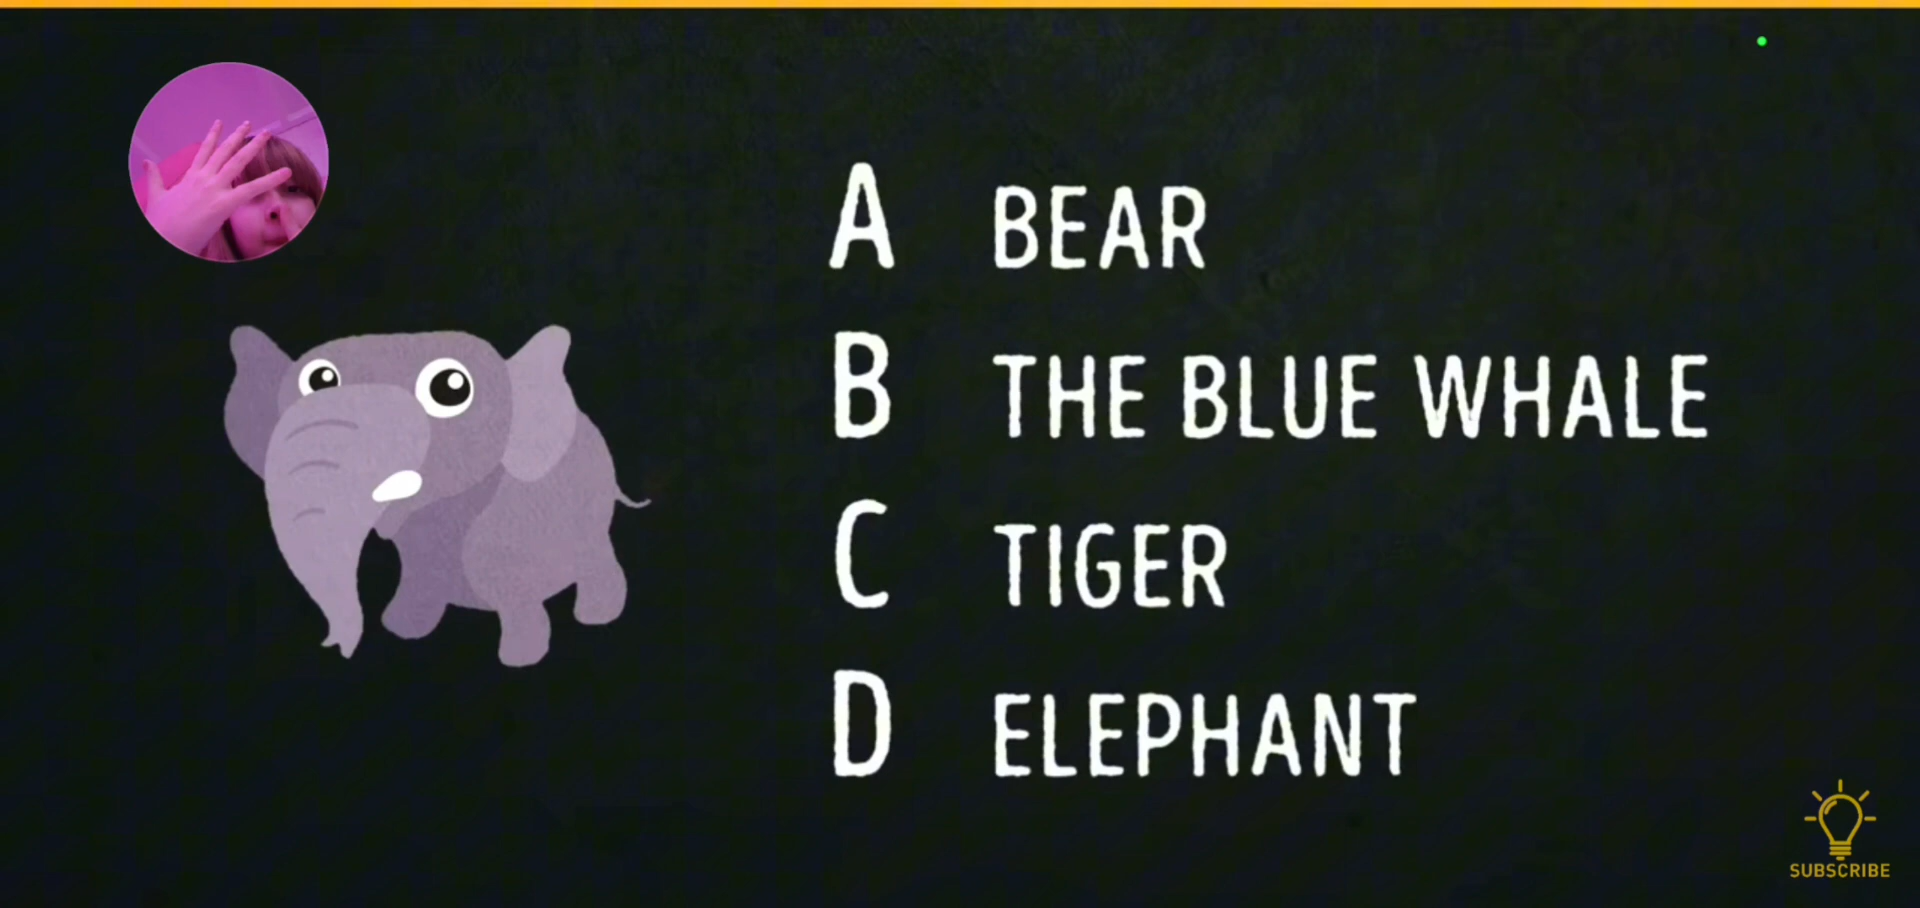 A BEAR
B THE BLUE WHALE
C TIGER
D ELEPHANT
SUBSCRIBE